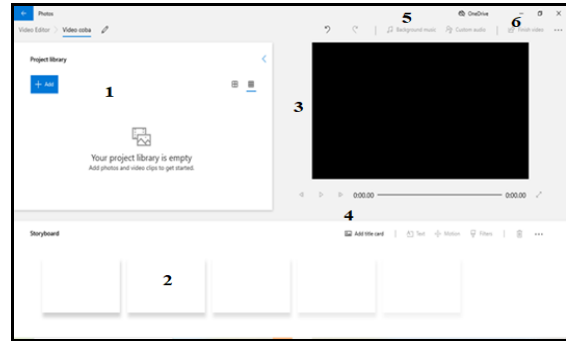 Photos
OneDrive
Video Editor > Video coba
5
6
Background music
Custom audio
Finish video
Project library
+ Add
1
3
Your project library is empty
Add photos and video clips to get started.
0:00,00
0:00,00
4
Storyboard
Add title card
Text
Motion
Filters
2